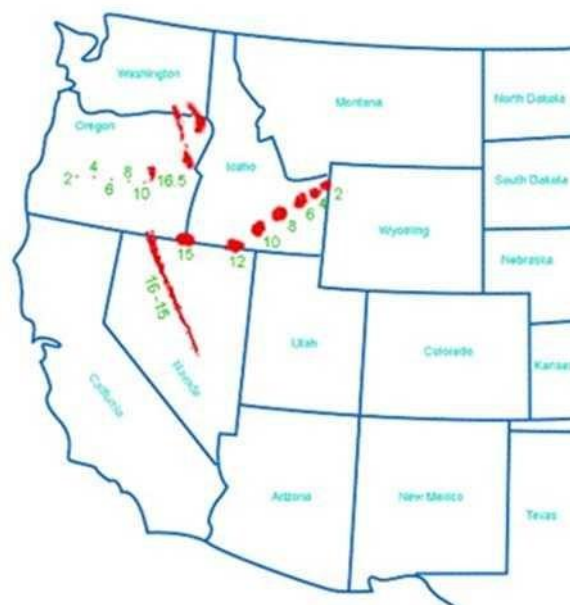 Washington
Montana
North Dakota
Oregon
Idaho
South Dakota
2 4 6 8 10 16.5
2
4
6
8
10
12
15
Wyoming
Nebraska
16-15
Nevada
Utah
Colorado
Kansas
California
Arizona
New Mexico
Texas